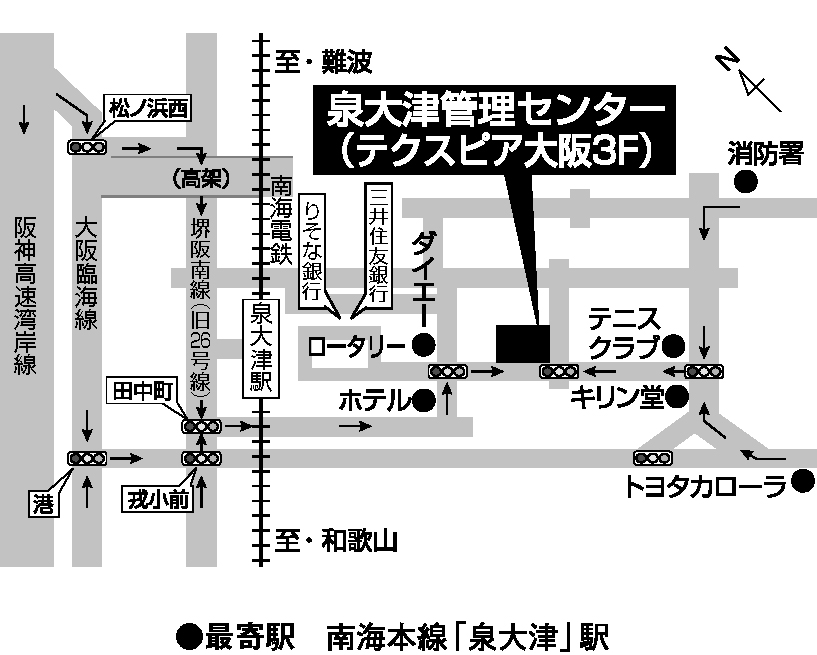 至・難波
N
泉大津管理センター
（テクスピア大阪3F）
松ノ浜西
消防署
（高架）
南海電鉄
りそな銀行
三井住友銀行
ダイエー
阪神高速湾岸線
大阪臨海線
堺阪南線（旧26号線）
泉大津駅
ロータリー
テニス
クラブ
田中町
ホテル
キリン堂
港
戎小前
トヨタカローラ
至・和歌山
●最寄駅　南海本線「泉大津」駅